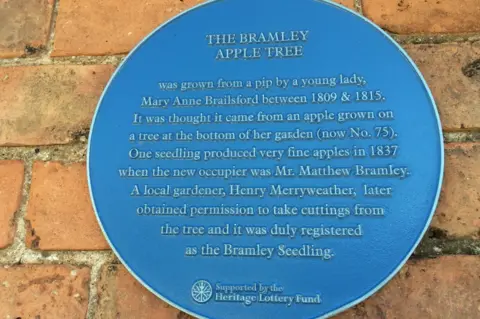 THE BRAMLEY
APPLE TREE
was grown from a pip by a young lady,
Mary Anne Brailsford between 1809 & 1815.
It was thought it came from an apple grown on
a tree at the bottom of her garden (now No. 75).
One seedling produced very fine apples in 1837
when the new occupier was Mr. Matthew Bramley.
A local gardener, Henry Merryweather, later
obtained permission to take cuttings from
the tree and it was duly registered
as the Bramley Seedling.
Supported by the
Heritage Lottery Fund